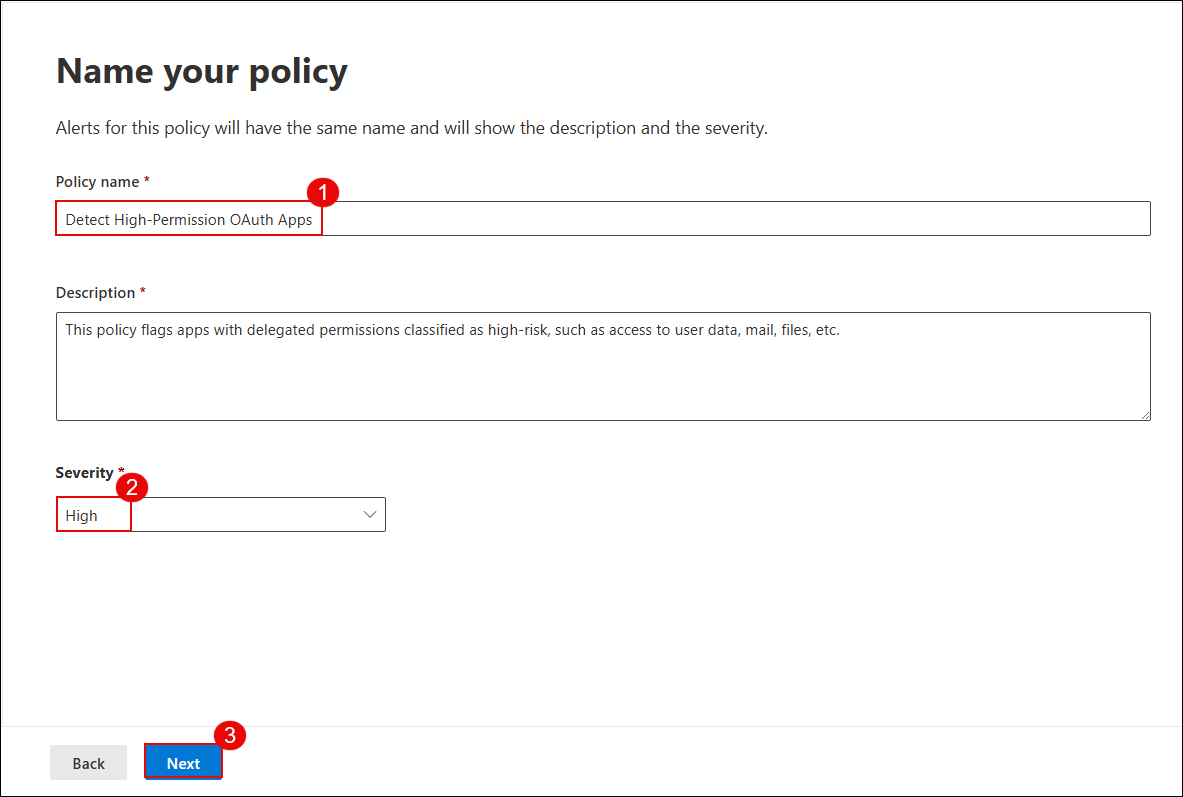 Name your policy
Alerts for this policy will have the same name and will show the description and the severity.
Policy name *
1
Detect High-Permission OAuth Apps
Description *
This policy flags apps with delegated permissions classified as high-risk, such as access to user data, mail, files, etc.
Severity *
2
High
3
Back
Next